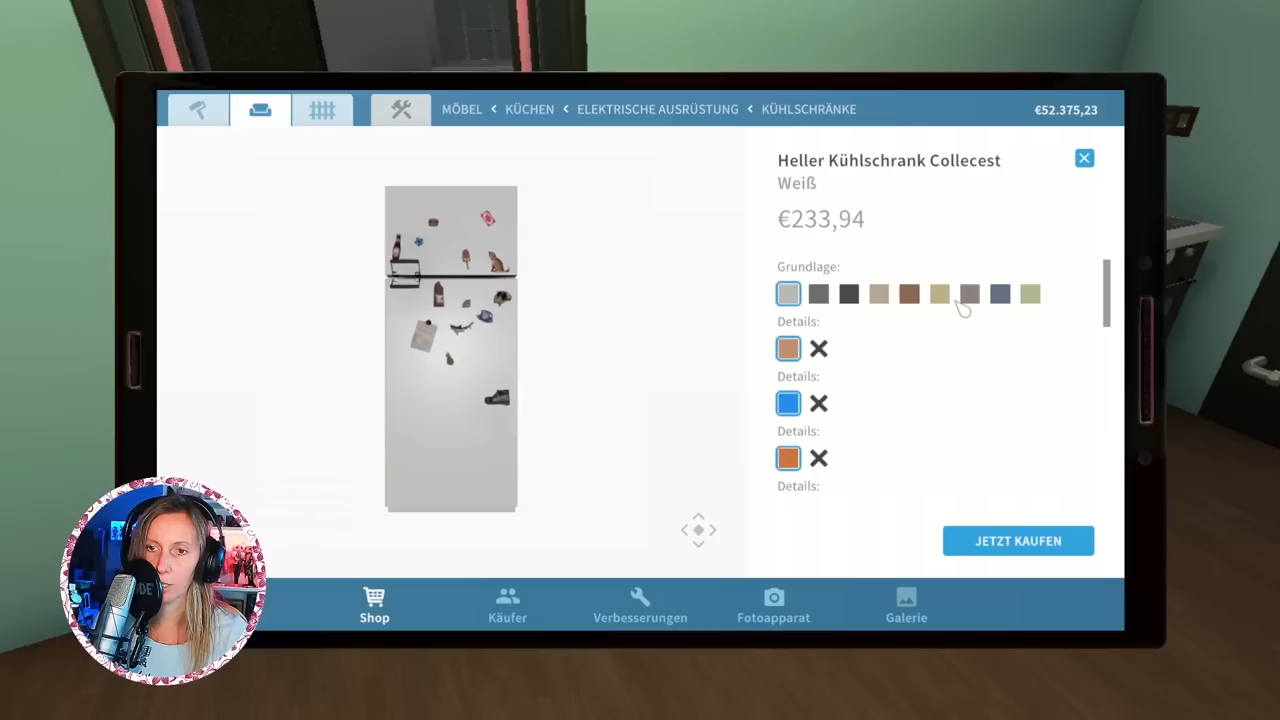 MÖBEL < KÜCHEN < ELEKTRISCHE AUSRÜSTUNG < KÜHLSCHRÄNKE
€52.375,23
Heller Kühlschrank Collecest
Weiß
€233,94
Grundlage:
Details:
Details:
Details:
Details:
JETZT KAUFEN
Shop
Käufer
Verbesserungen
Fotoapparat
Galerie